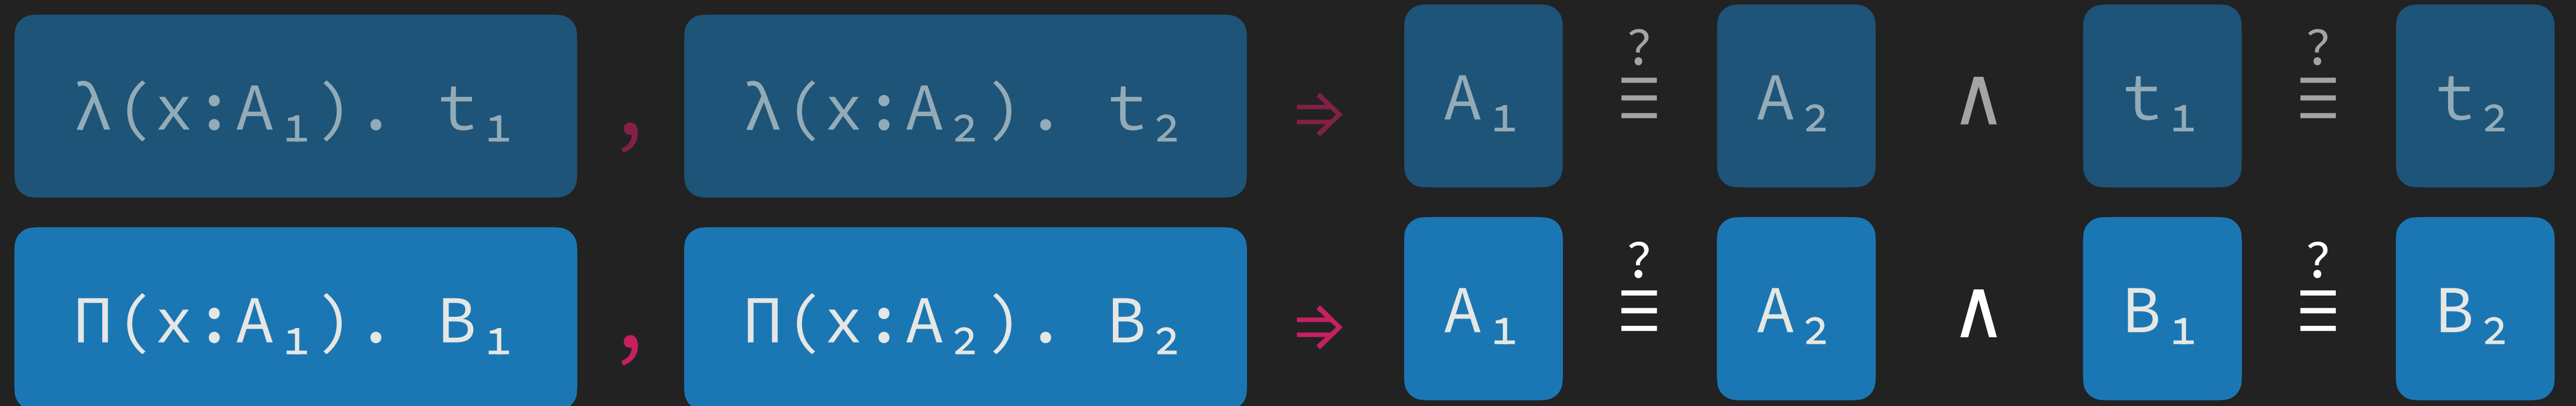 λ(x:A₁). t₁ , λ(x:A₂). t₂ ⇒ A₁ ≟ A₂ ∧ t₁ ≟ t₂
Π(x:A₁). B₁ , Π(x:A₂). B₂ ⇒ A₁ ≟ A₂ ∧ B₁ ≟ B₂